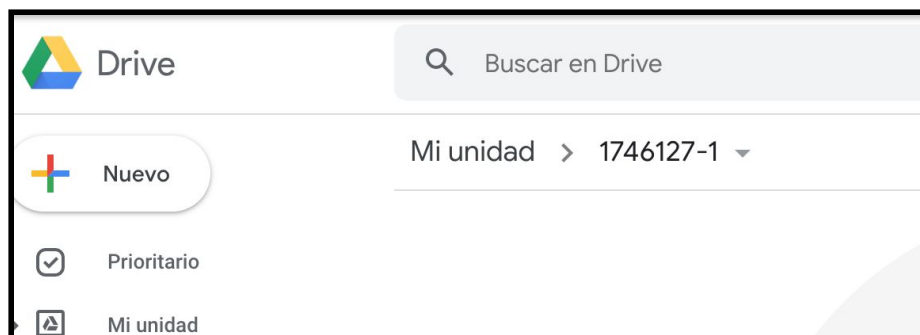 Drive
Buscar en Drive
Mi unidad > 1746127-1
Nuevo
Prioritario
Mi unidad